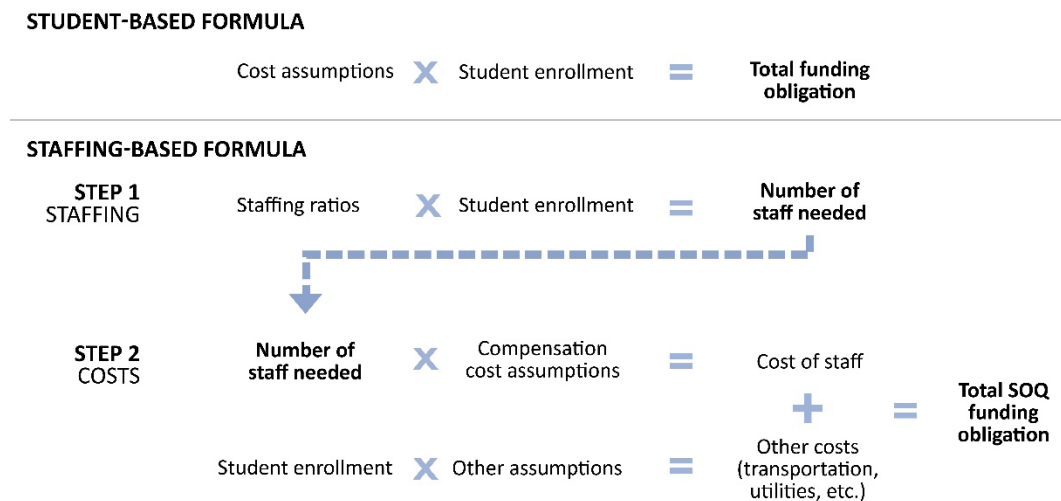 STUDENT-BASED FORMULA
Cost assumptions X Student enrollment = Total funding
obligation
STAFFING-BASED FORMULA
STEP 1
STAFFING
Staffing ratios X Student enrollment = Number of
staff needed
STEP 2
COSTS
Number of
staff needed
X
Compensation
cost assumptions
=
Cost of staff
+
Student enrollment X Other assumptions =
Other costs
(transportation,
utilities, etc.)
=
Total SOQ
funding
obligation